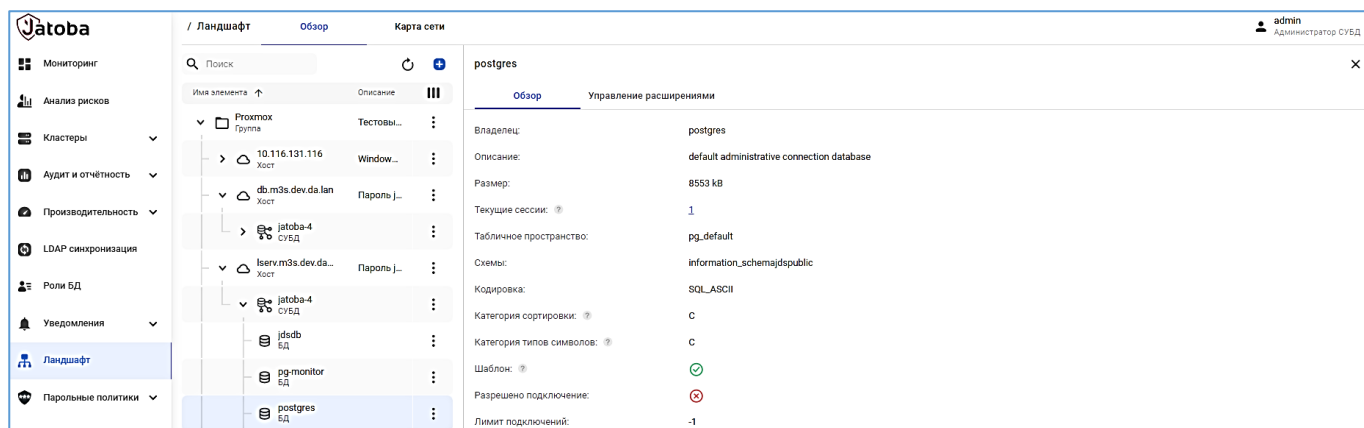 Jatoba
/ Ландшафт Обзор Карта сети
admin
Администратор СУБД
Мониторинг
Анализ рисков
Кластеры
Аудит и отчётность
Производительность
LDAP синхронизация
Роли БД
Уведомления
Ландшафт
Парольные политики
Поиск
Имя элемента Описание
Proxmox Тестовы...
Группа
10.116.131.116 Window...
Хост
db.m3s.dev.da.lan Пароль j...
Хост
jatoba-4
СУБД
lserv.m3s.dev.da... Пароль j...
Хост
jatoba-4
СУБД
jdsdb
БД
pg-monitor
БД
postgres
БД
postgres
Обзор Управление расширениями
Владелец: postgres
Описание: default administrative connection database
Размер: 8553 kB
Текущие сессии: ? 1
Табличное пространство: pg_default
Схемы: information_schemajdspublic
Кодировка: SQL_ASCII
Категория сортировки: ? C
Категория типов символов: ? C
Шаблон: ?
Разрешено подключение:
Лимит подключений: -1